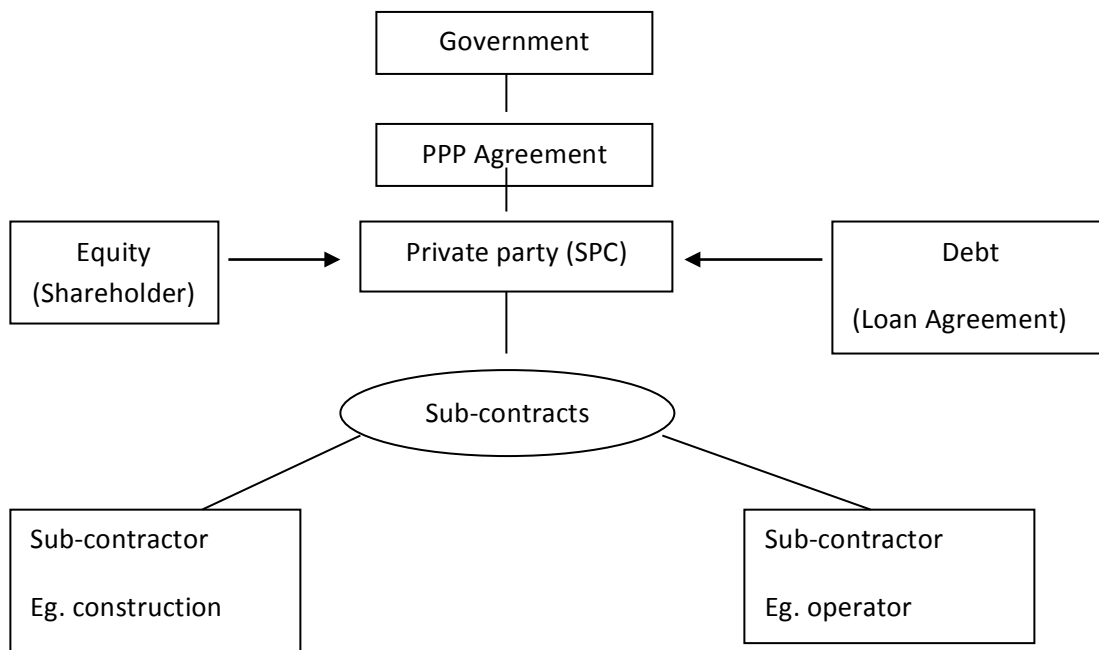 Government
PPP Agreement
Equity
(Shareholder)
Private party (SPC)
Debt
(Loan Agreement)
Sub-contracts
Sub-contractor
Eg. construction
Sub-contractor
Eg. operator